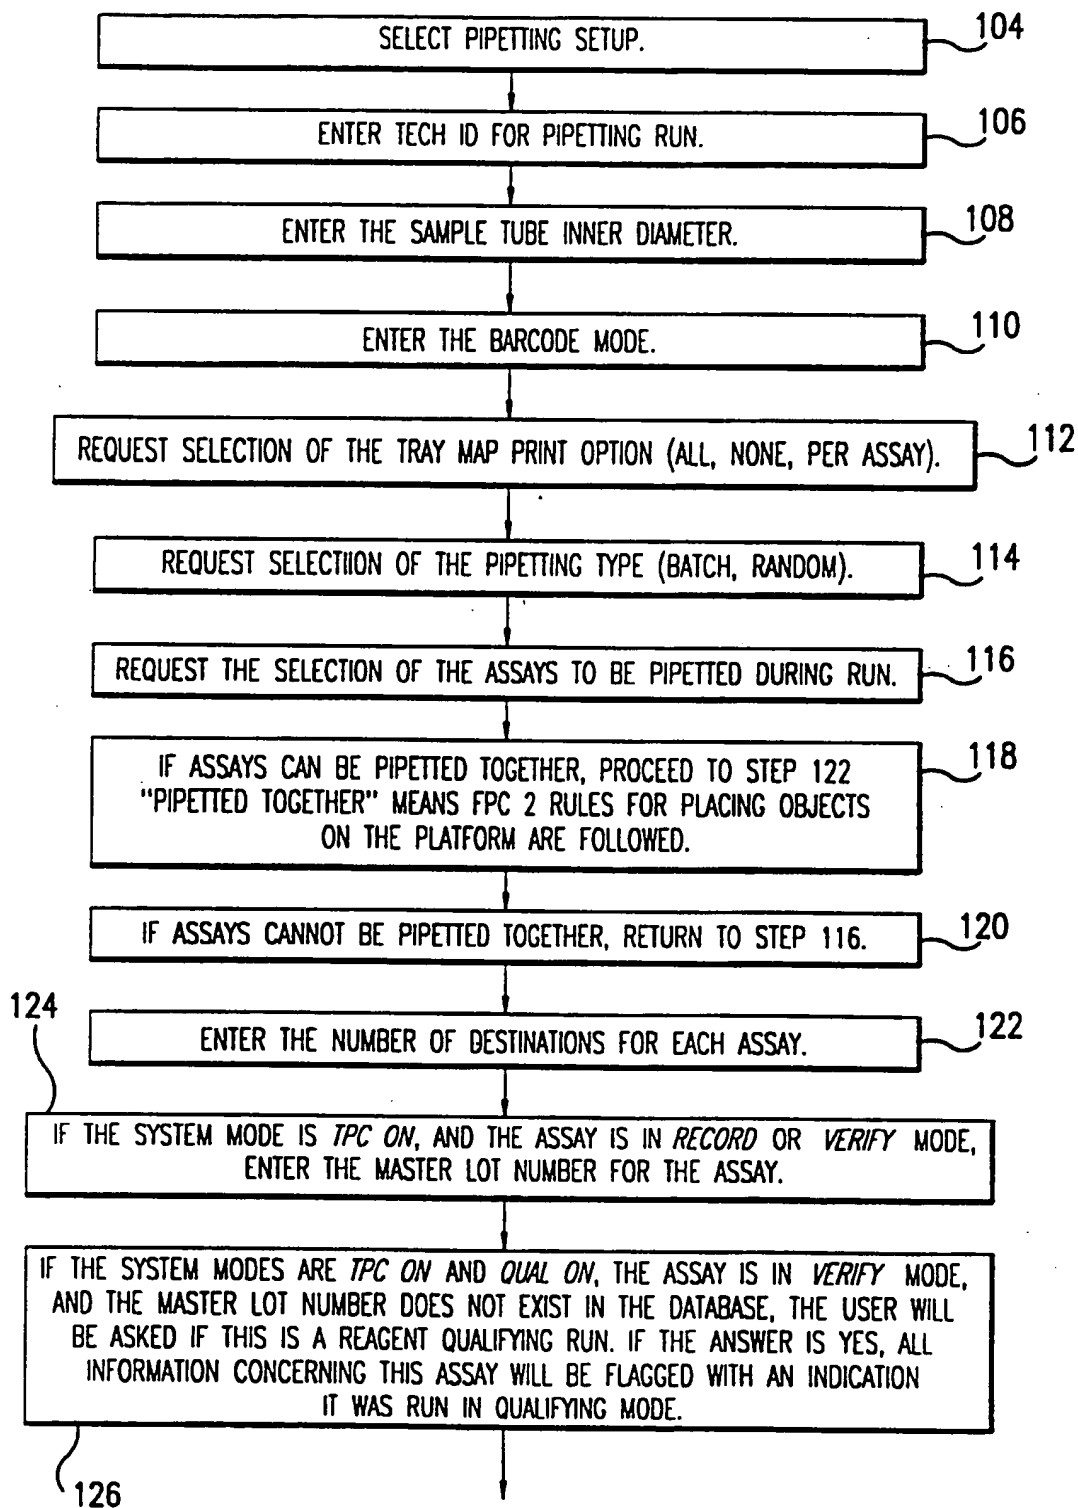 SELECT PIPETTING SETUP.
104
ENTER TECH ID FOR PIPETTING RUN.
106
ENTER THE SAMPLE TUBE INNER DIAMETER.
108
ENTER THE BARCODE MODE.
110
REQUEST SELECTION OF THE TRAY MAP PRINT OPTION (ALL, NONE, PER ASSAY).
112
REQUEST SELECTIION OF THE PIPETTING TYPE (BATCH, RANDOM).
114
REQUEST THE SELECTION OF THE ASSAYS TO BE PIPETTED DURING RUN.
116
IF ASSAYS CAN BE PIPETTED TOGETHER, PROCEED TO STEP 122
"PIPETTED TOGETHER" MEANS FPC 2 RULES FOR PLACING OBJECTS
ON THE PLATFORM ARE FOLLOWED.
118
IF ASSAYS CANNOT BE PIPETTED TOGETHER, RETURN TO STEP 116.
120
ENTER THE NUMBER OF DESTINATIONS FOR EACH ASSAY.
122
124
IF THE SYSTEM MODE IS TPC ON, AND THE ASSAY IS IN RECORD OR VERIFY MODE,
ENTER THE MASTER LOT NUMBER FOR THE ASSAY.
IF THE SYSTEM MODES ARE TPC ON AND QUAL ON, THE ASSAY IS IN VERIFY MODE,
AND THE MASTER LOT NUMBER DOES NOT EXIST IN THE DATABASE, THE USER WILL
BE ASKED IF THIS IS A REAGENT QUALIFYING RUN. IF THE ANSWER IS YES, ALL
INFORMATION CONCERNING THIS ASSAY WILL BE FLAGGED WITH AN INDICATION
IT WAS RUN IN QUALIFYING MODE.
126